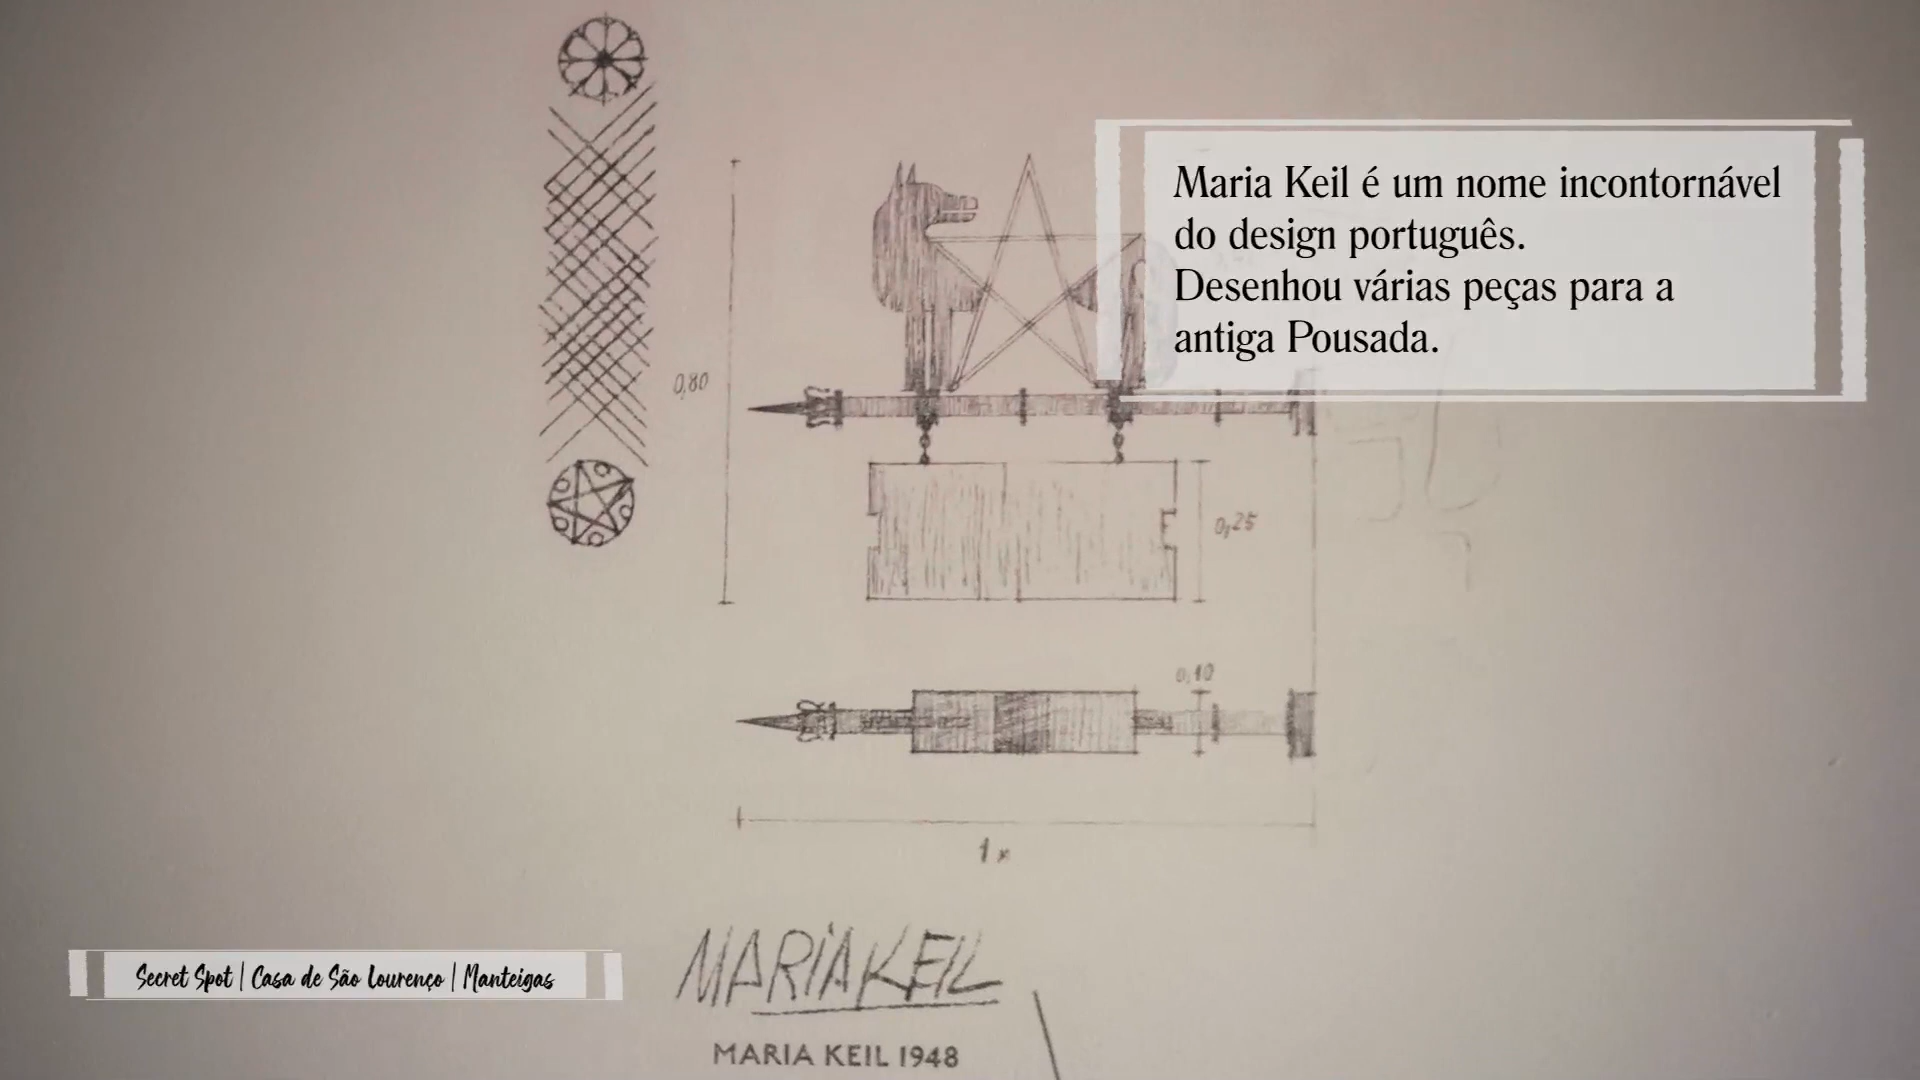 Maria Keil é um nome incontornável
do design português.
Desenhou várias peças para a
antiga Pousada.
0,80
0,25
0,10
1
Secret Spot | Casa de São Lourenço | Manteigas
MARIA KEIL
MARIA KEIL 1948